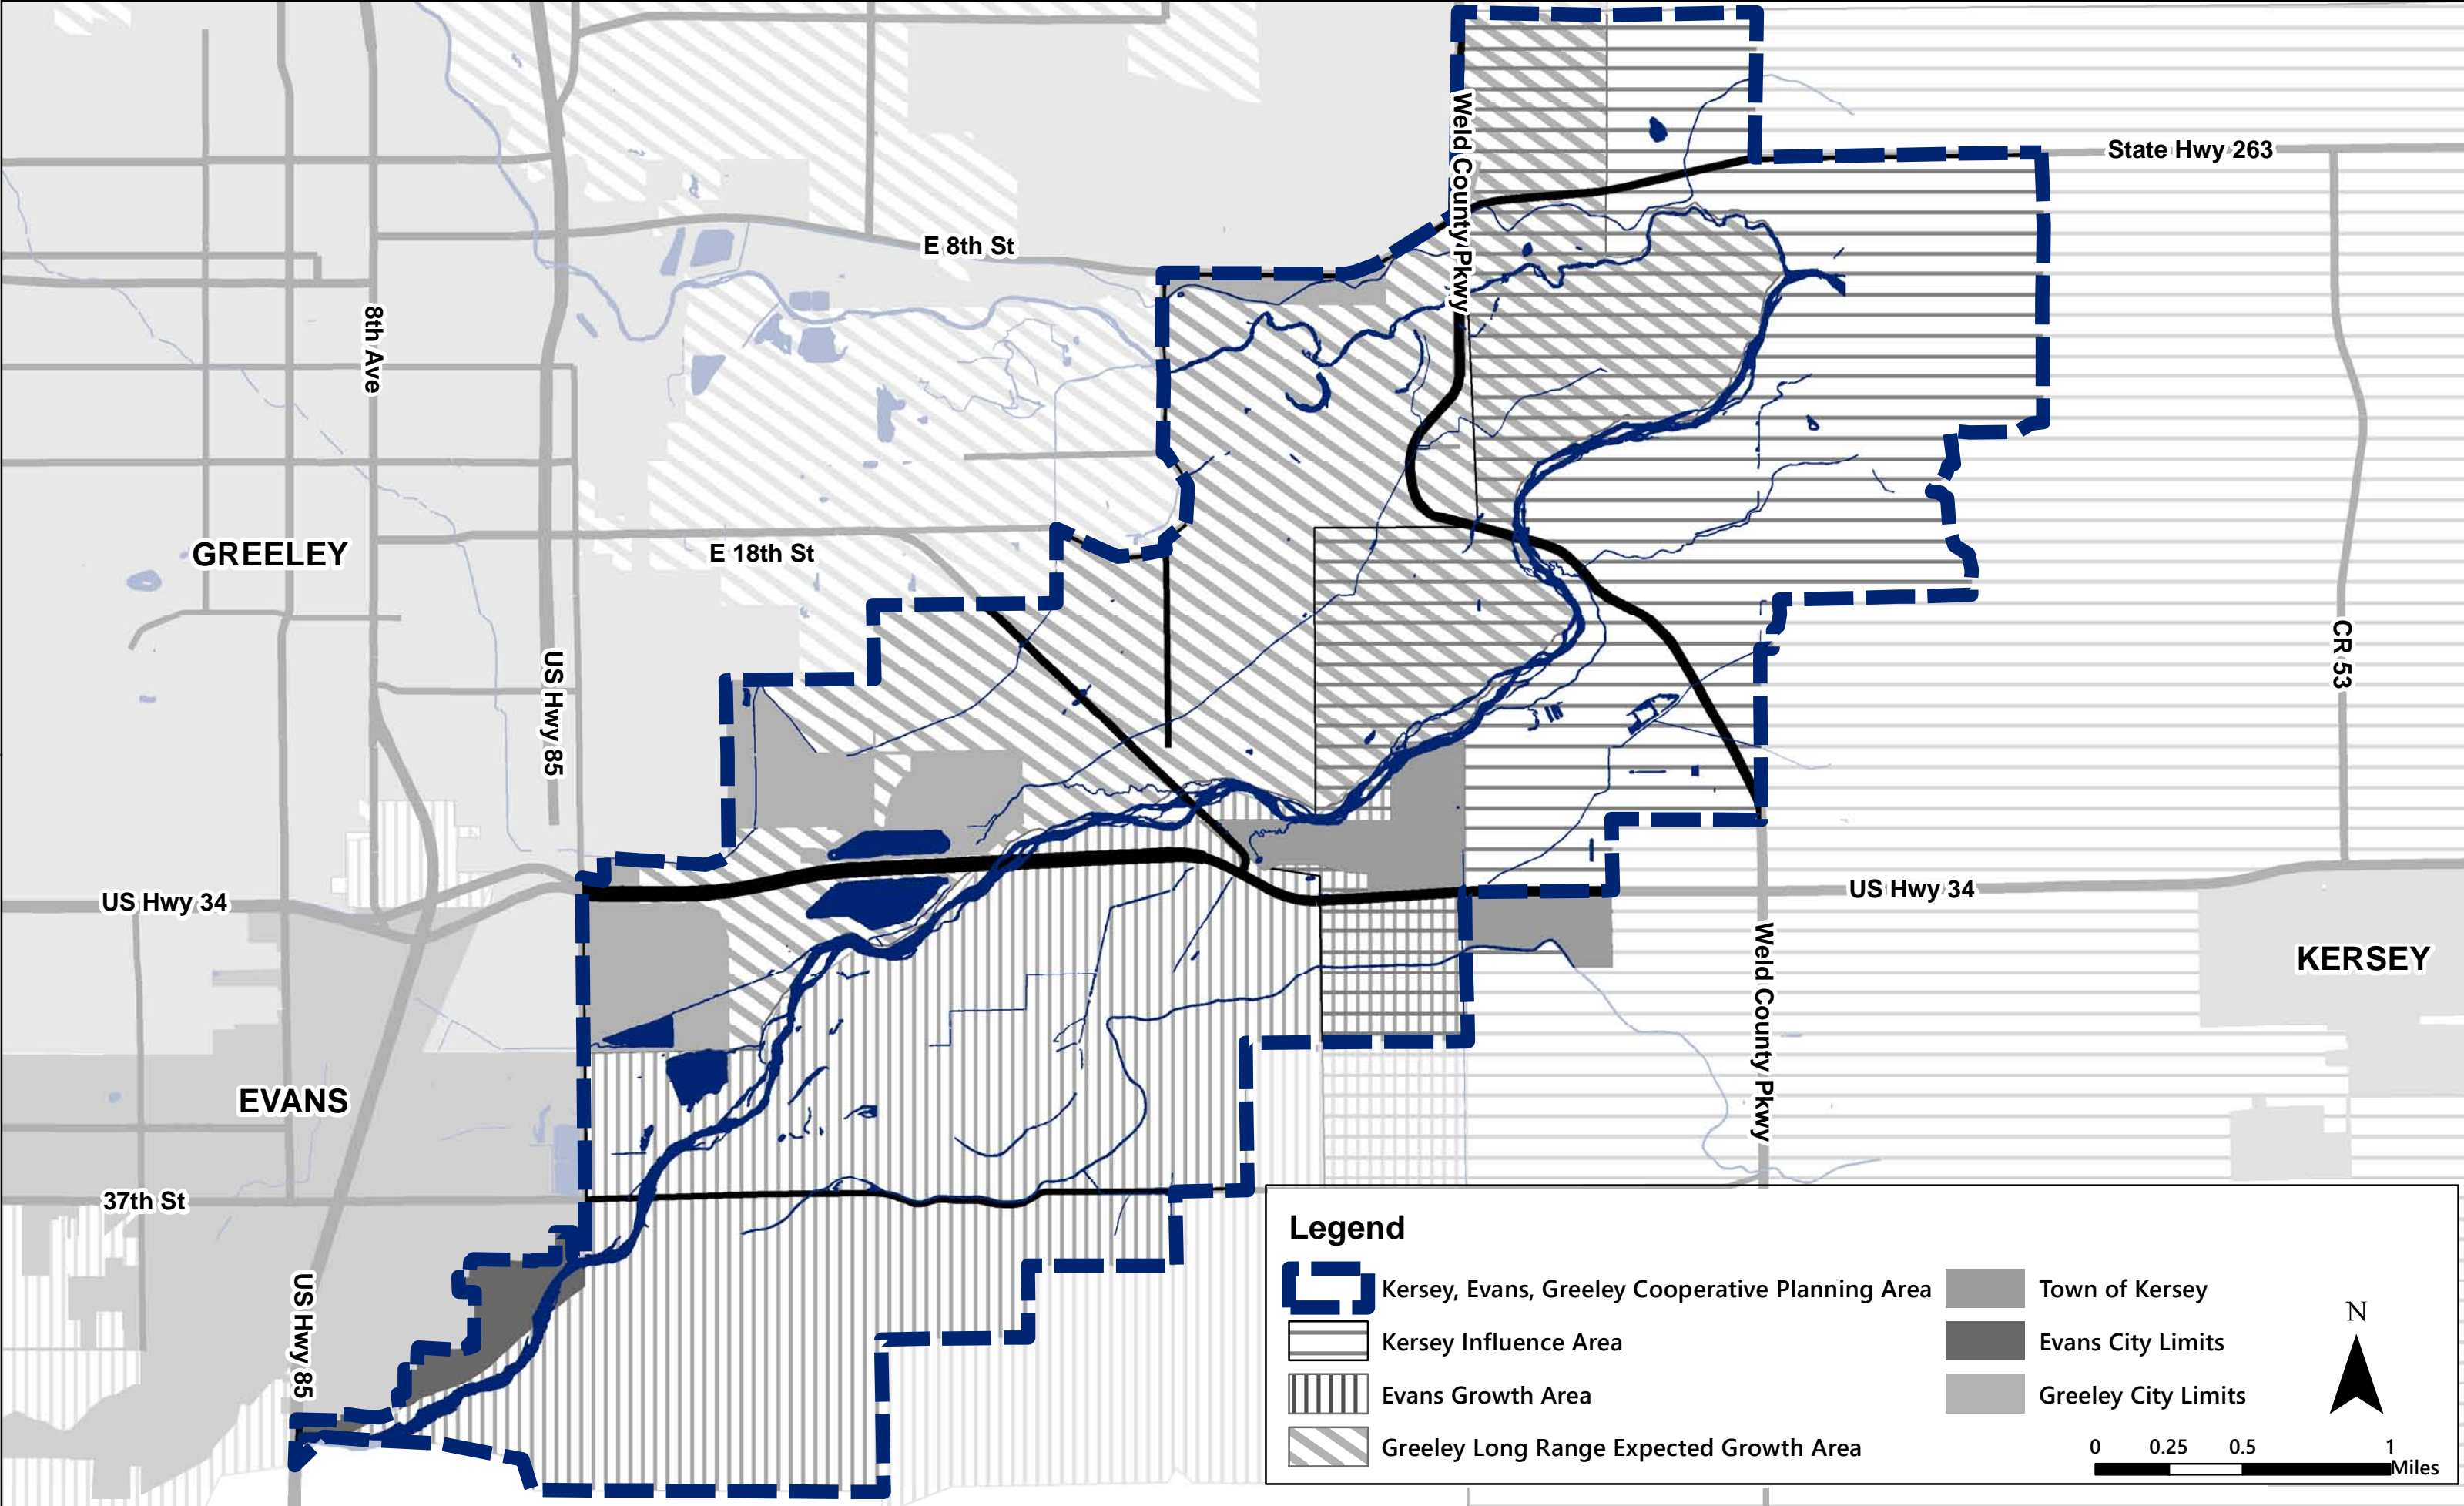 Weld County Pkwy
State Hwy 263
E 8th St
8th Ave
GREELEY
E 18th St
US Hwy 85
CR 53
US Hwy 34
US Hwy 34
KERSEY
Weld County Pkwy
EVANS
37th St
US Hwy 85
Legend
Kersey, Evans, Greeley Cooperative Planning Area
Kersey Influence Area
Evans Growth Area
Greeley Long Range Expected Growth Area
Town of Kersey
Evans City Limits
Greeley City Limits
N
0 0.25 0.5 1
Miles